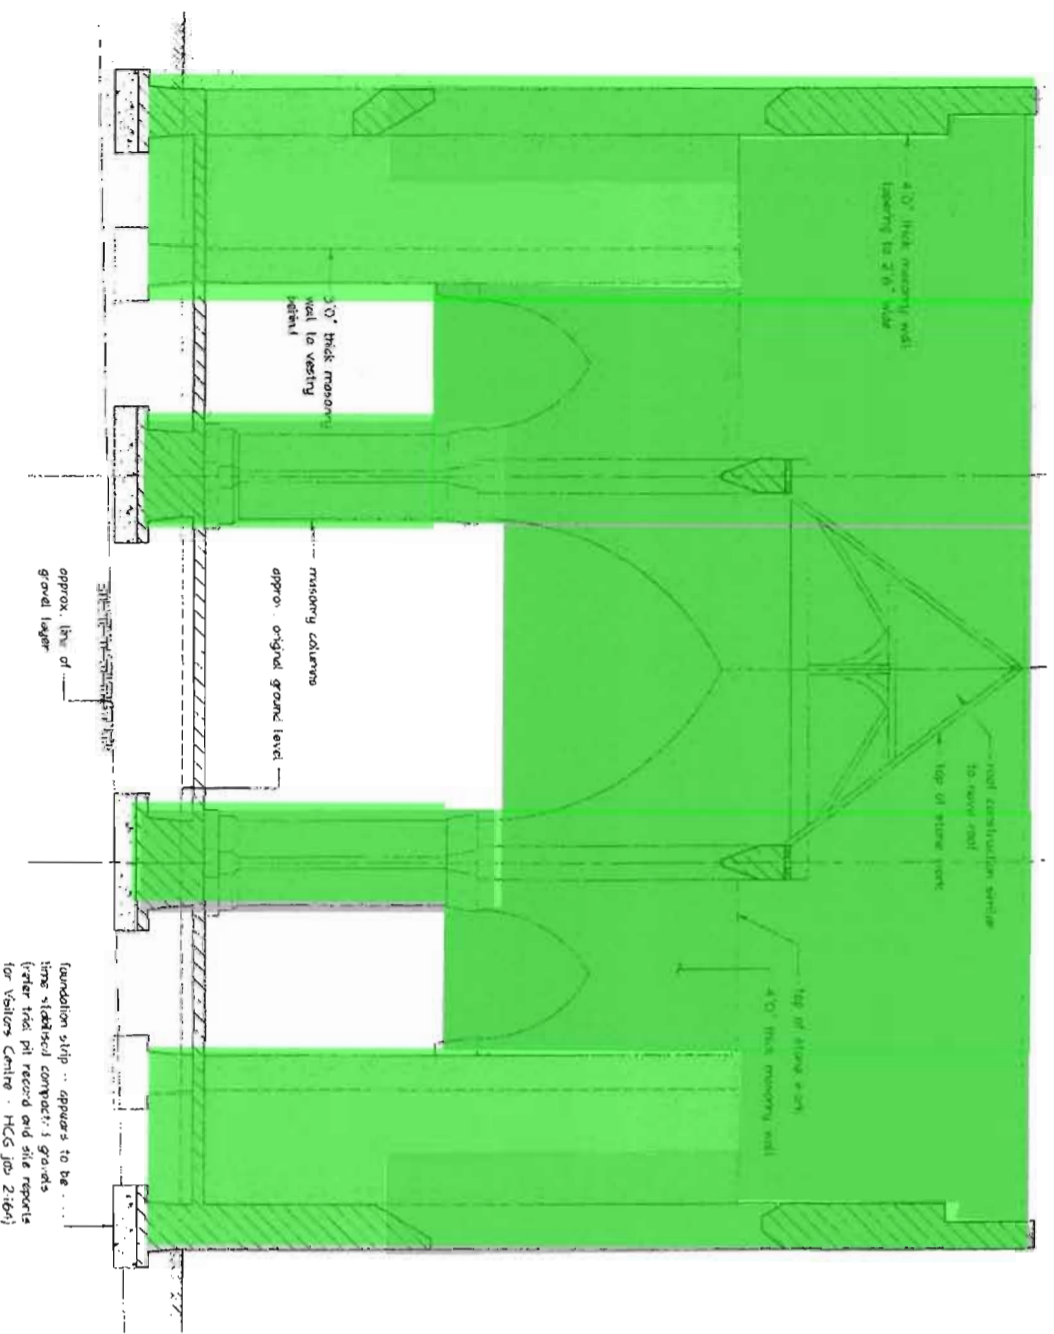 4'0" thick masonry wall
tapering to 2'6" wide
3'0" thick masonry
wall to vestry
behind
masonry columns
approx. original ground level
approx. line of
gravel layer
roof construction similar
to nave roof
top of stone work
top of stone work
4'0" thick masonry wall
foundation strip -- appears to be ...
lime stabilised compact gravels
(refer trial pit record and site reports
for Visitors Centre - HCG job 2164)